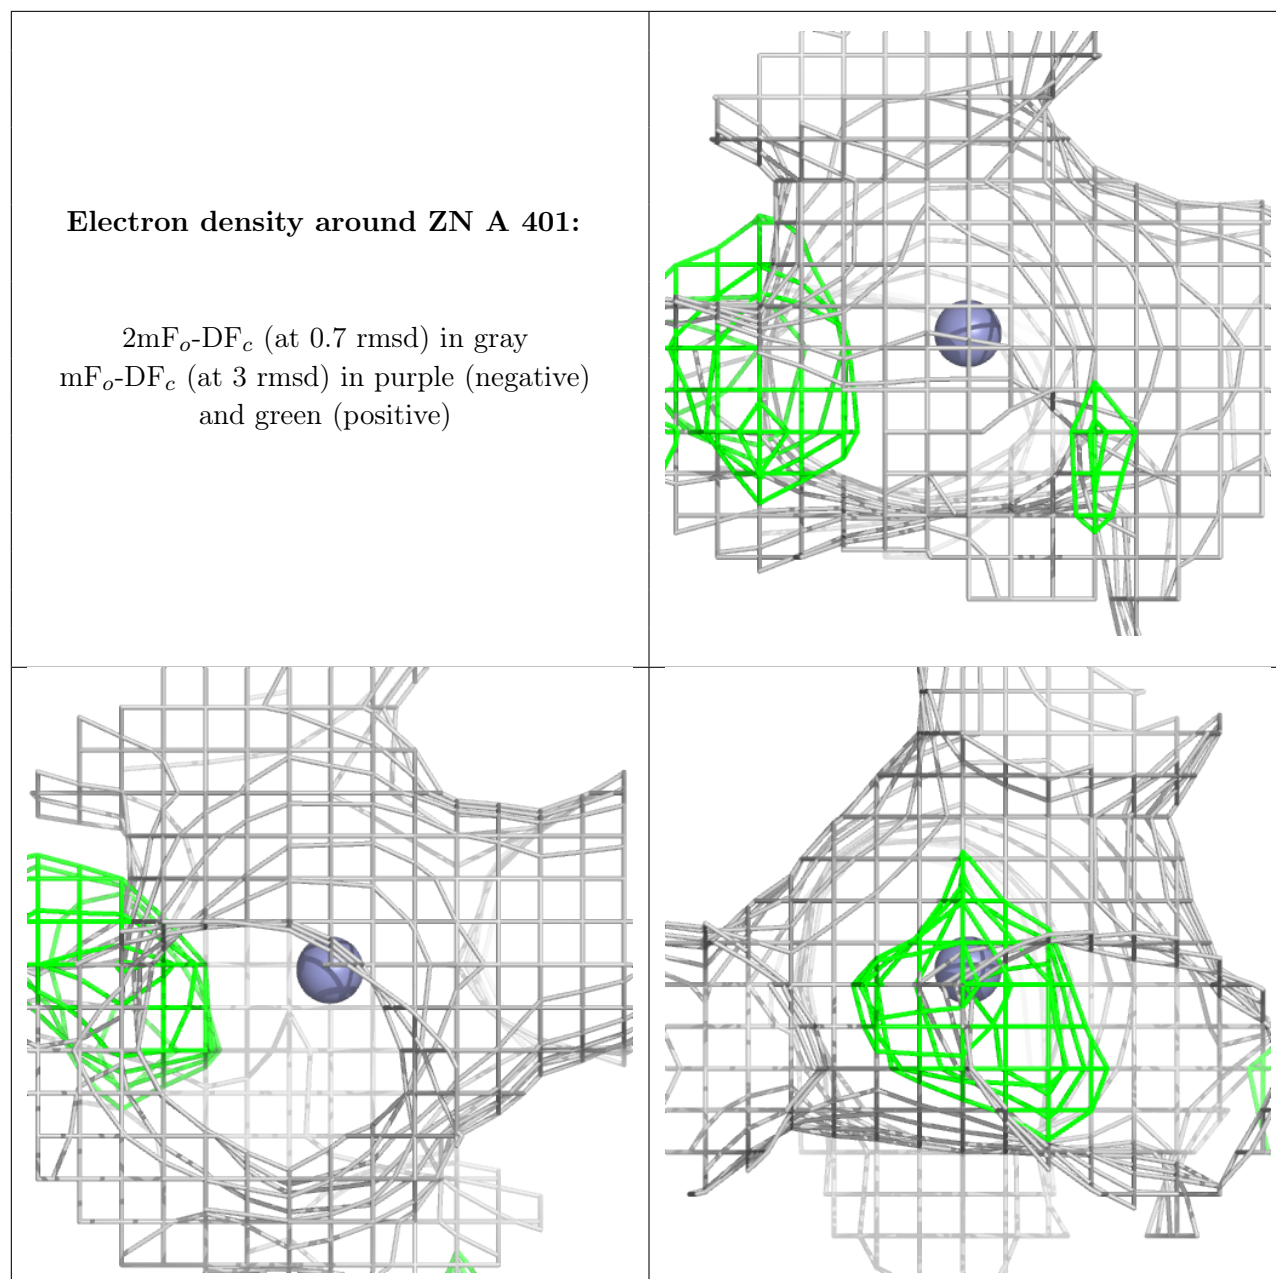 Electron density around ZN A 401:
2mFo-DFc (at 0.7 rmsd) in gray
mFo-DFc (at 3 rmsd) in purple (negative)
and green (positive)